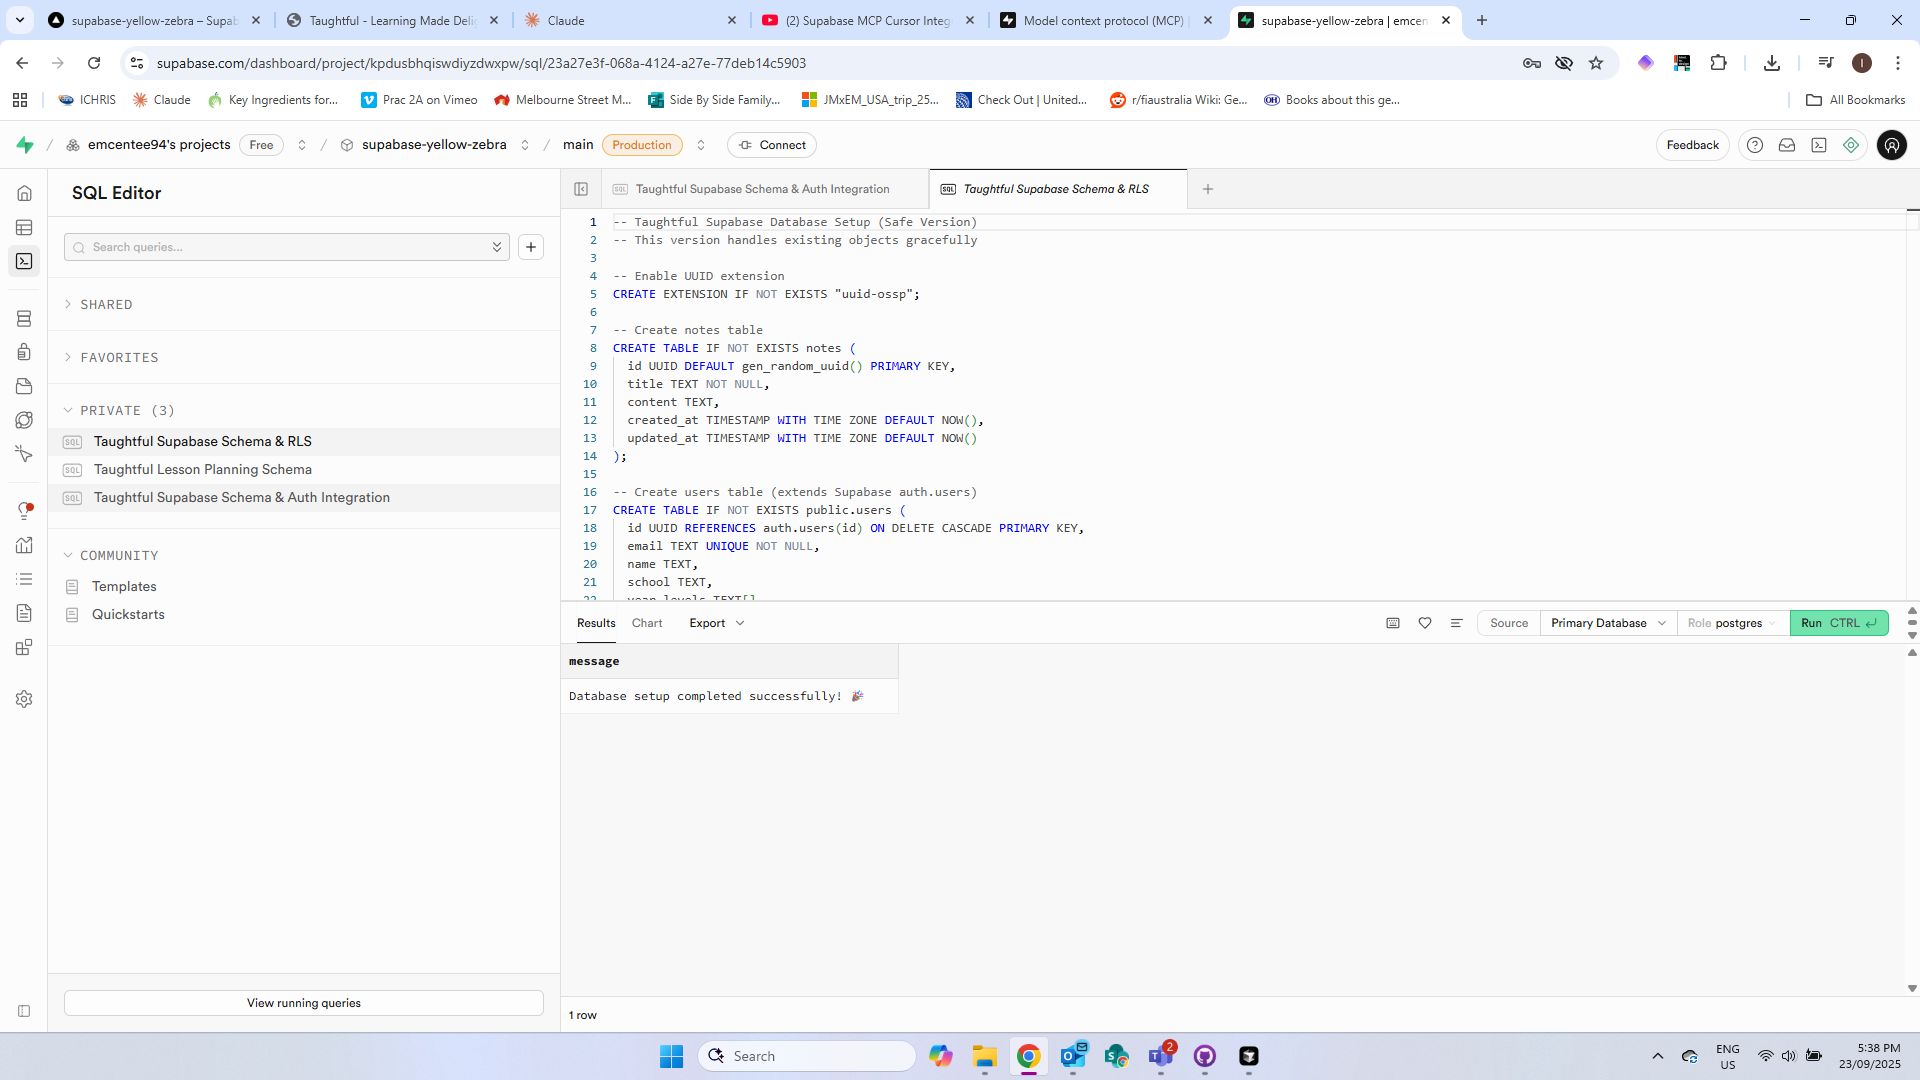 supabase-yellow-zebra – Supab
Taughtful - Learning Made Deli
Claude
(2) Supabase MCP Cursor Integ
Model context protocol (MCP) |
supabase-yellow-zebra | emcen
supabase.com/dashboard/project/kpdusbhqiswdiyzdwxpw/sql/23a27e3f-068a-4124-a27e-77deb14c5903
ICHRIS
Claude
Key Ingredients for...
Prac 2A on Vimeo
Melbourne Street M...
Side By Side Family...
JMxEM_USA_trip_25...
Check Out | United...
r/fiaustralia Wiki: Ge...
Books about this ge...
All Bookmarks
/ emcentee94's projects Free / supabase-yellow-zebra / main Production Connect
Feedback
SQL Editor
Search queries...
SHARED
FAVORITES
PRIVATE (3)
SQL Taughtful Supabase Schema & RLS
SQL Taughtful Lesson Planning Schema
SQL Taughtful Supabase Schema & Auth Integration
COMMUNITY
Templates
Quickstarts
View running queries
SQL Taughtful Supabase Schema & Auth Integration
SQL Taughtful Supabase Schema & RLS
1 -- Taughtful Supabase Database Setup (Safe Version)
2 -- This version handles existing objects gracefully
3
4 -- Enable UUID extension
5 CREATE EXTENSION IF NOT EXISTS "uuid-ossp";
6
7 -- Create notes table
8 CREATE TABLE IF NOT EXISTS notes (
9 id UUID DEFAULT gen_random_uuid() PRIMARY KEY,
10 title TEXT NOT NULL,
11 content TEXT,
12 created_at TIMESTAMP WITH TIME ZONE DEFAULT NOW(),
13 updated_at TIMESTAMP WITH TIME ZONE DEFAULT NOW()
14 );
15
16 -- Create users table (extends Supabase auth.users)
17 CREATE TABLE IF NOT EXISTS public.users (
18 id UUID REFERENCES auth.users(id) ON DELETE CASCADE PRIMARY KEY,
19 email TEXT UNIQUE NOT NULL,
20 name TEXT,
21 school TEXT,
22 year_levels TEXT[]
Results Chart Export
Source Primary Database Role postgres Run CTRL
message
Database setup completed successfully! 🎉
1 row
Search
2
ENG
US
5:38 PM
23/09/2025